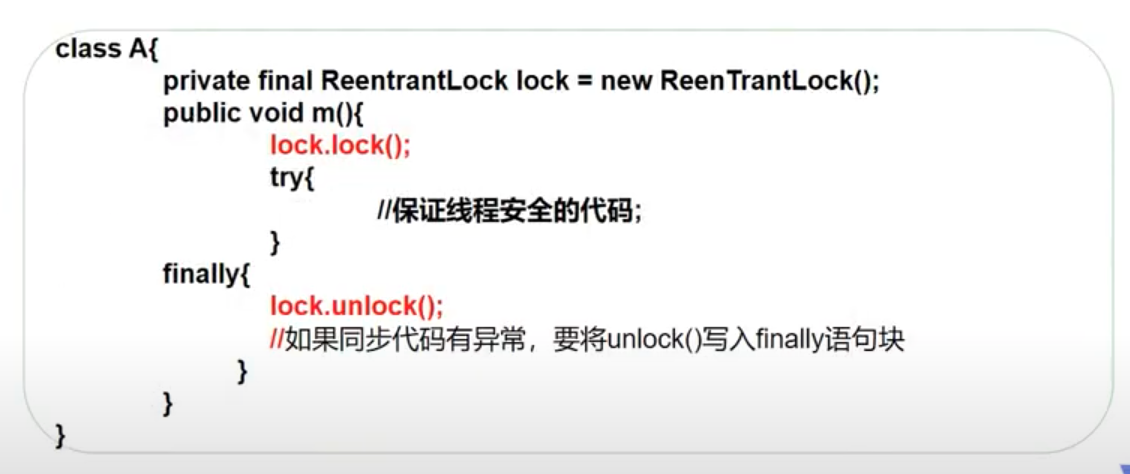 class A{
private final ReentrantLock lock = new ReenTrantLock();
public void m(){
lock.lock();
try{
//保证线程安全的代码;
}
finally{
lock.unlock();
//如果同步代码有异常，要将unlock()写入finally语句块
}
}
}